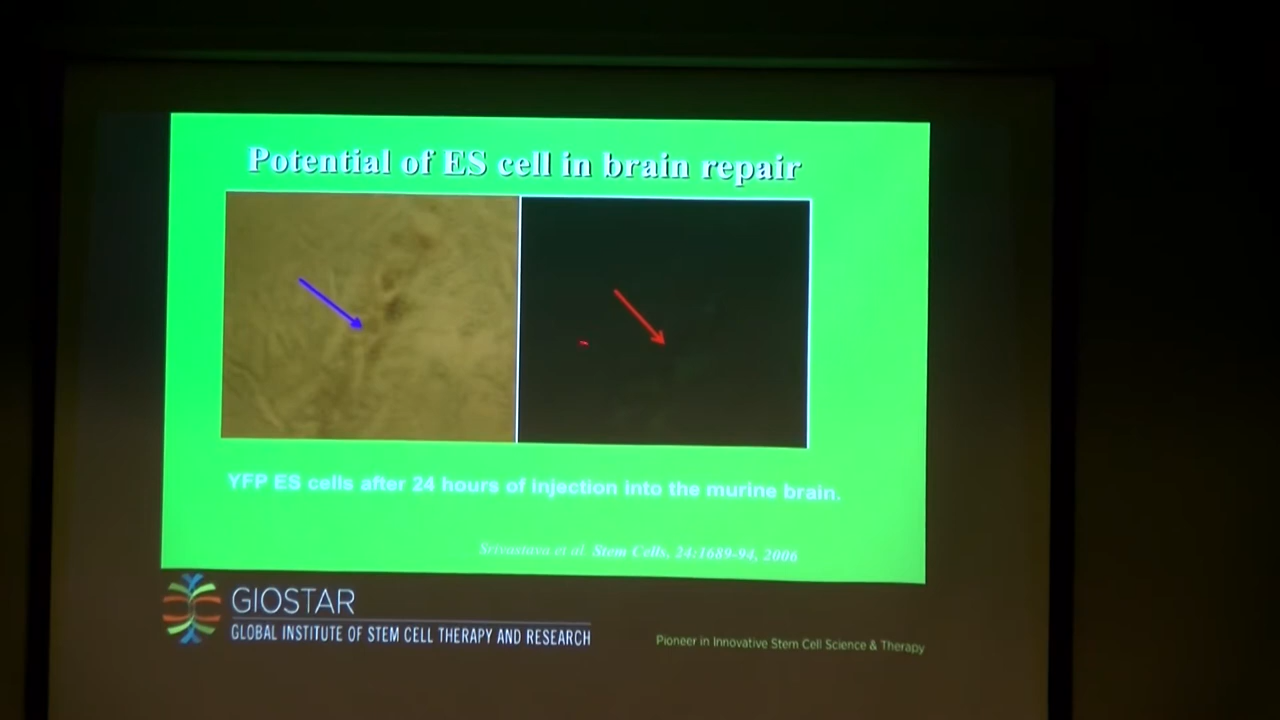 Potential of ES cell in brain repair
YFP ES cells after 24 hours of injection into the murine brain.
Srivastava et al Stem Cells, 24:1689-94, 2006
GIOSTAR
GLOBAL INSTITUTE OF STEM CELL THERAPY AND RESEARCH
Pioneer in Innovative Stem Cell Science & Therapy